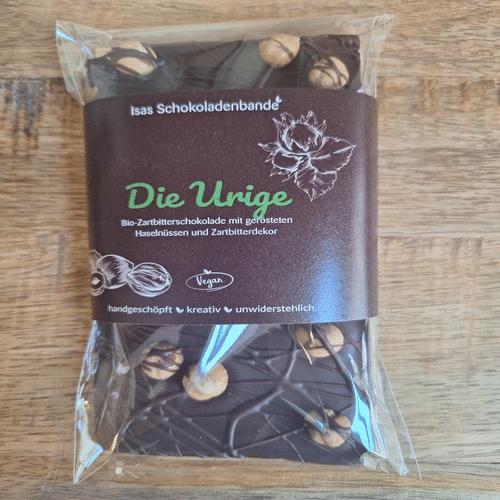 Isas Schokoladenbande
Die Urige
Bio-Zartbitterschokolade mit gerösteten
Haselnüssen und Zartbitterdekor
Vegan
handgeschöpft kreativ unwiderstehlich